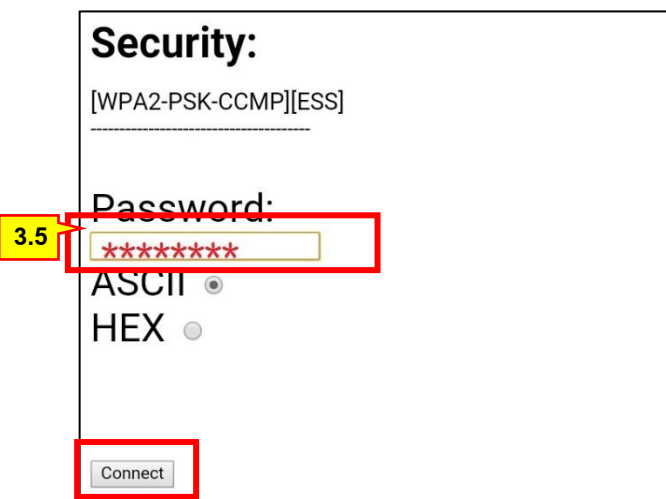 Security:
[WPA2-PSK-CCMP][ESS]
--------------------------------------
Password:
3.5
********
ASCII
HEX
Connect